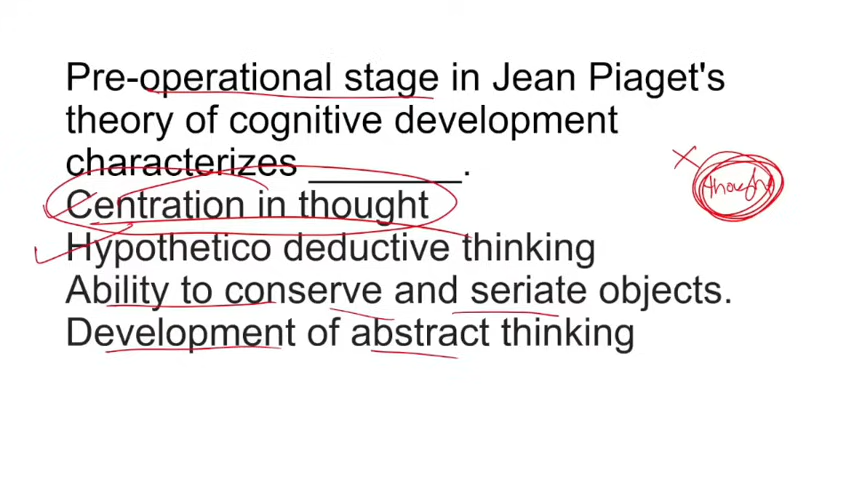 Pre-operational stage in Jean Piaget's
theory of cognitive development
characterizes _______.
Centration in thought
Hypothetico deductive thinking
Ability to conserve and seriate objects.
Development of abstract thinking
thought